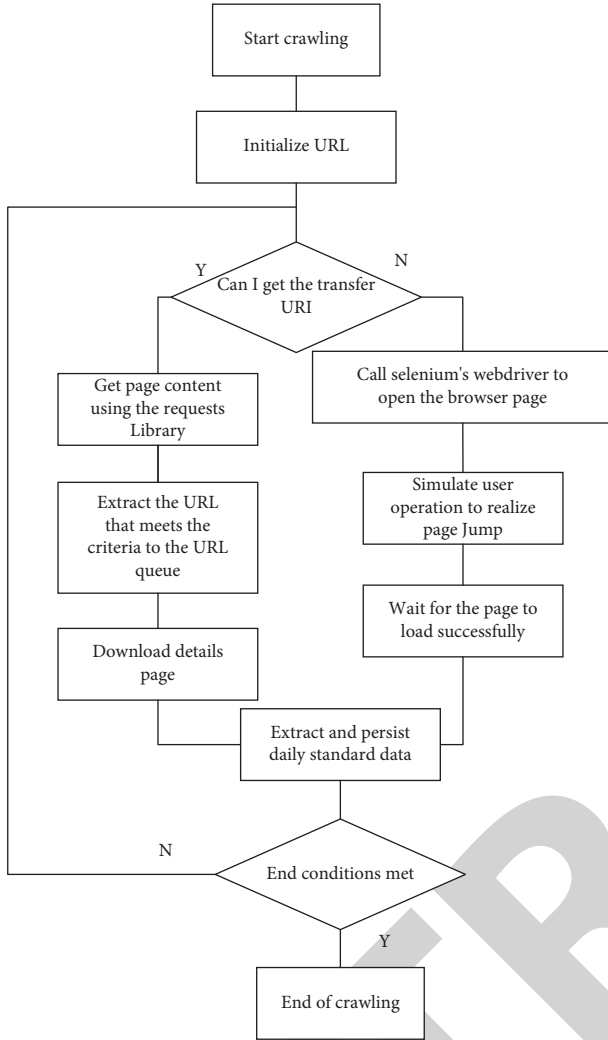 Start crawling
Initialize URL
Y
N
Can I get the transfer
URI
Get page content
using the requests
Library
Call selenium's webdriver to
open the browser page
Extract the URL
that meets the
criteria to the URL
queue
Simulate user
operation to realize
page Jump
Download details
page
Wait for the page to
load successfully
Extract and persist
daily standard data
N
End conditions met
Y
End of crawling